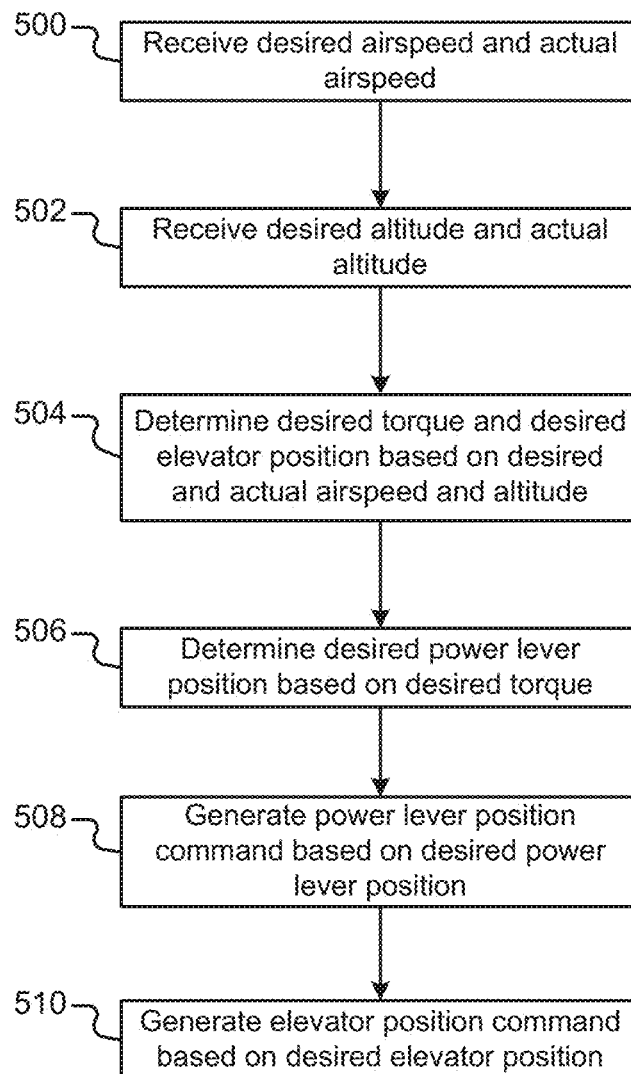 500
Receive desired airspeed and actual
airspeed
502
Receive desired altitude and actual
altitude
504
Determine desired torque and desired
elevator position based on desired
and actual airspeed and altitude
506
Determine desired power lever
position based on desired torque
508
Generate power lever position
command based on desired power
lever position
510
Generate elevator position command
based on desired elevator position